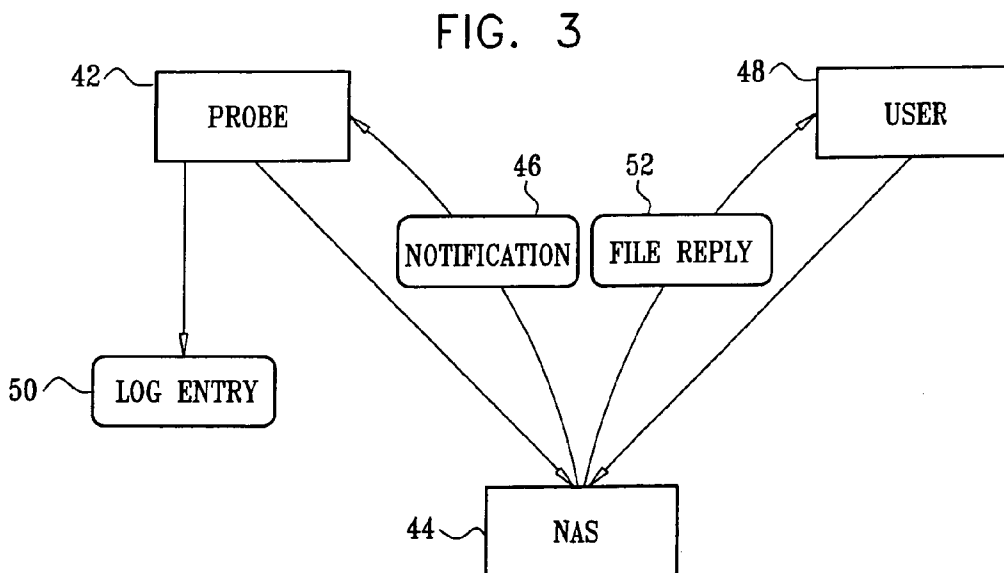 FIG. 3
42
PROBE
48
USER
46
NOTIFICATION
52
FILE REPLY
50
LOG ENTRY
44
NAS